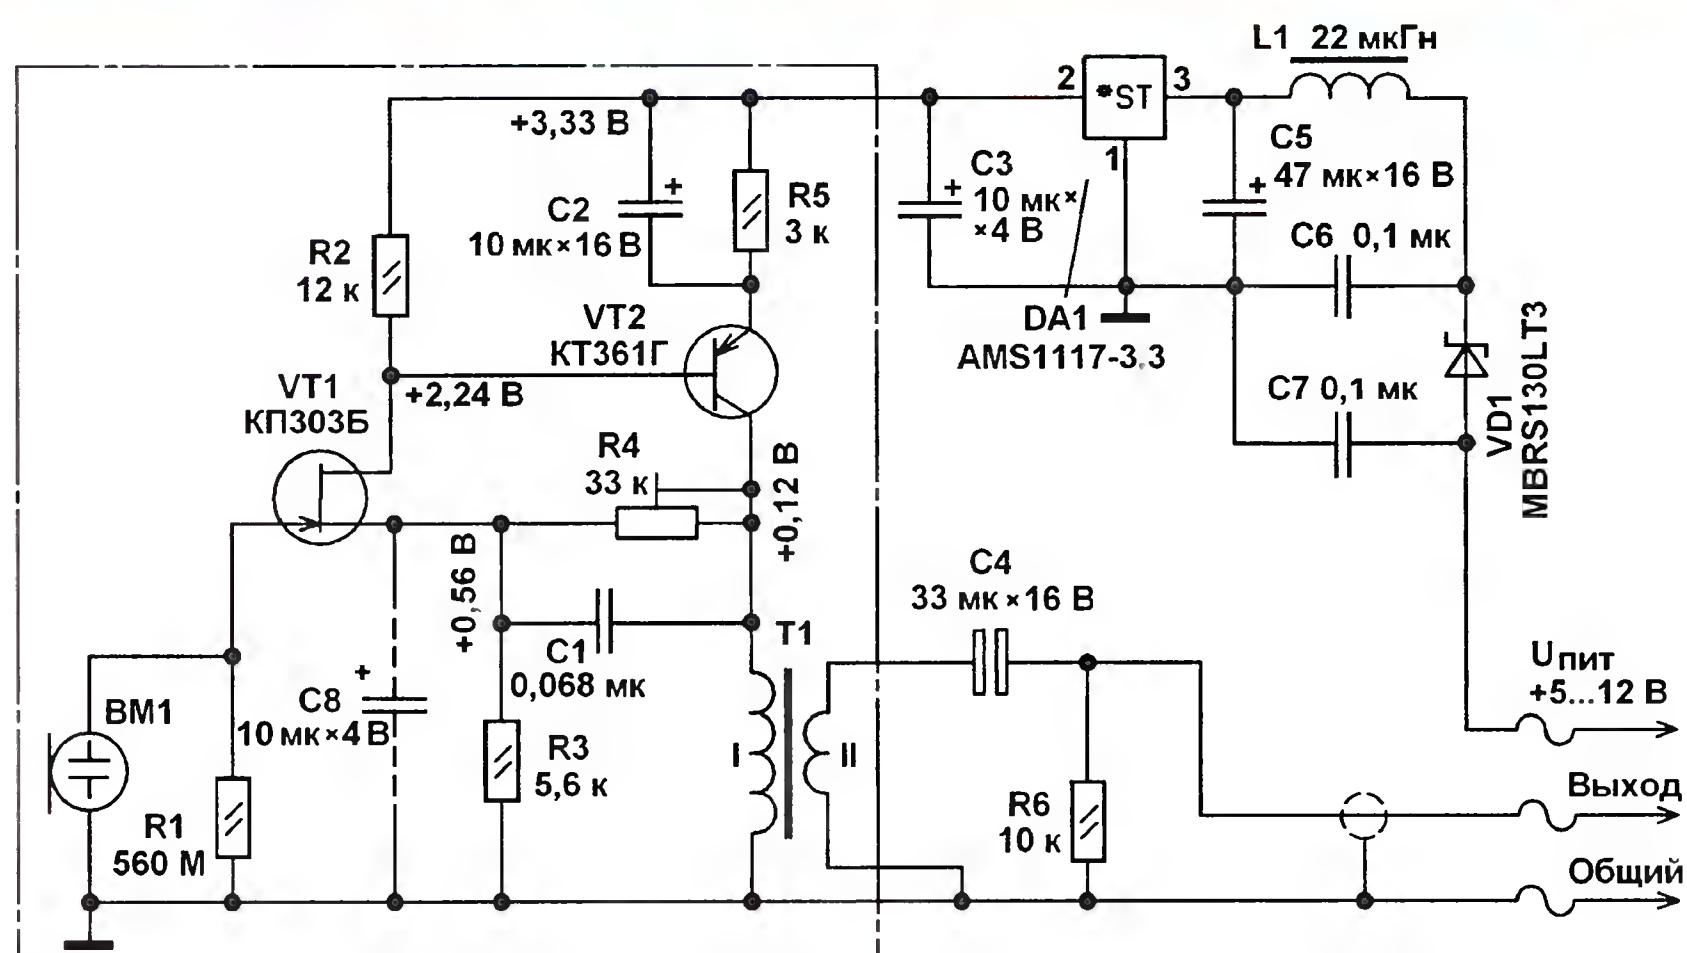 L1 22 мкГн
2
*ST
3
+3,33 В
1
C3
10 мк×
×4 В
C5
47 мк×16 В
+
+
+
R5
3 к
C2
10 мк×16 В
R2
12 к
C6 0,1 мк
VT2
КТ361Г
DA1
AMS1117-3.3
VT1
КП303Б
+2,24 В
C7 0,1 мк
VD1
MBRS130LT3
R4
33 к
+0,12 В
+0,56 В
C4
33 мк×16 В
T1
C1
0,068 мк
Uпит
+5...12 В
BM1
+
C8
10 мк×4 В
R3
5,6 к
I
II
R1
560 М
R6
10 к
Выход
Общий